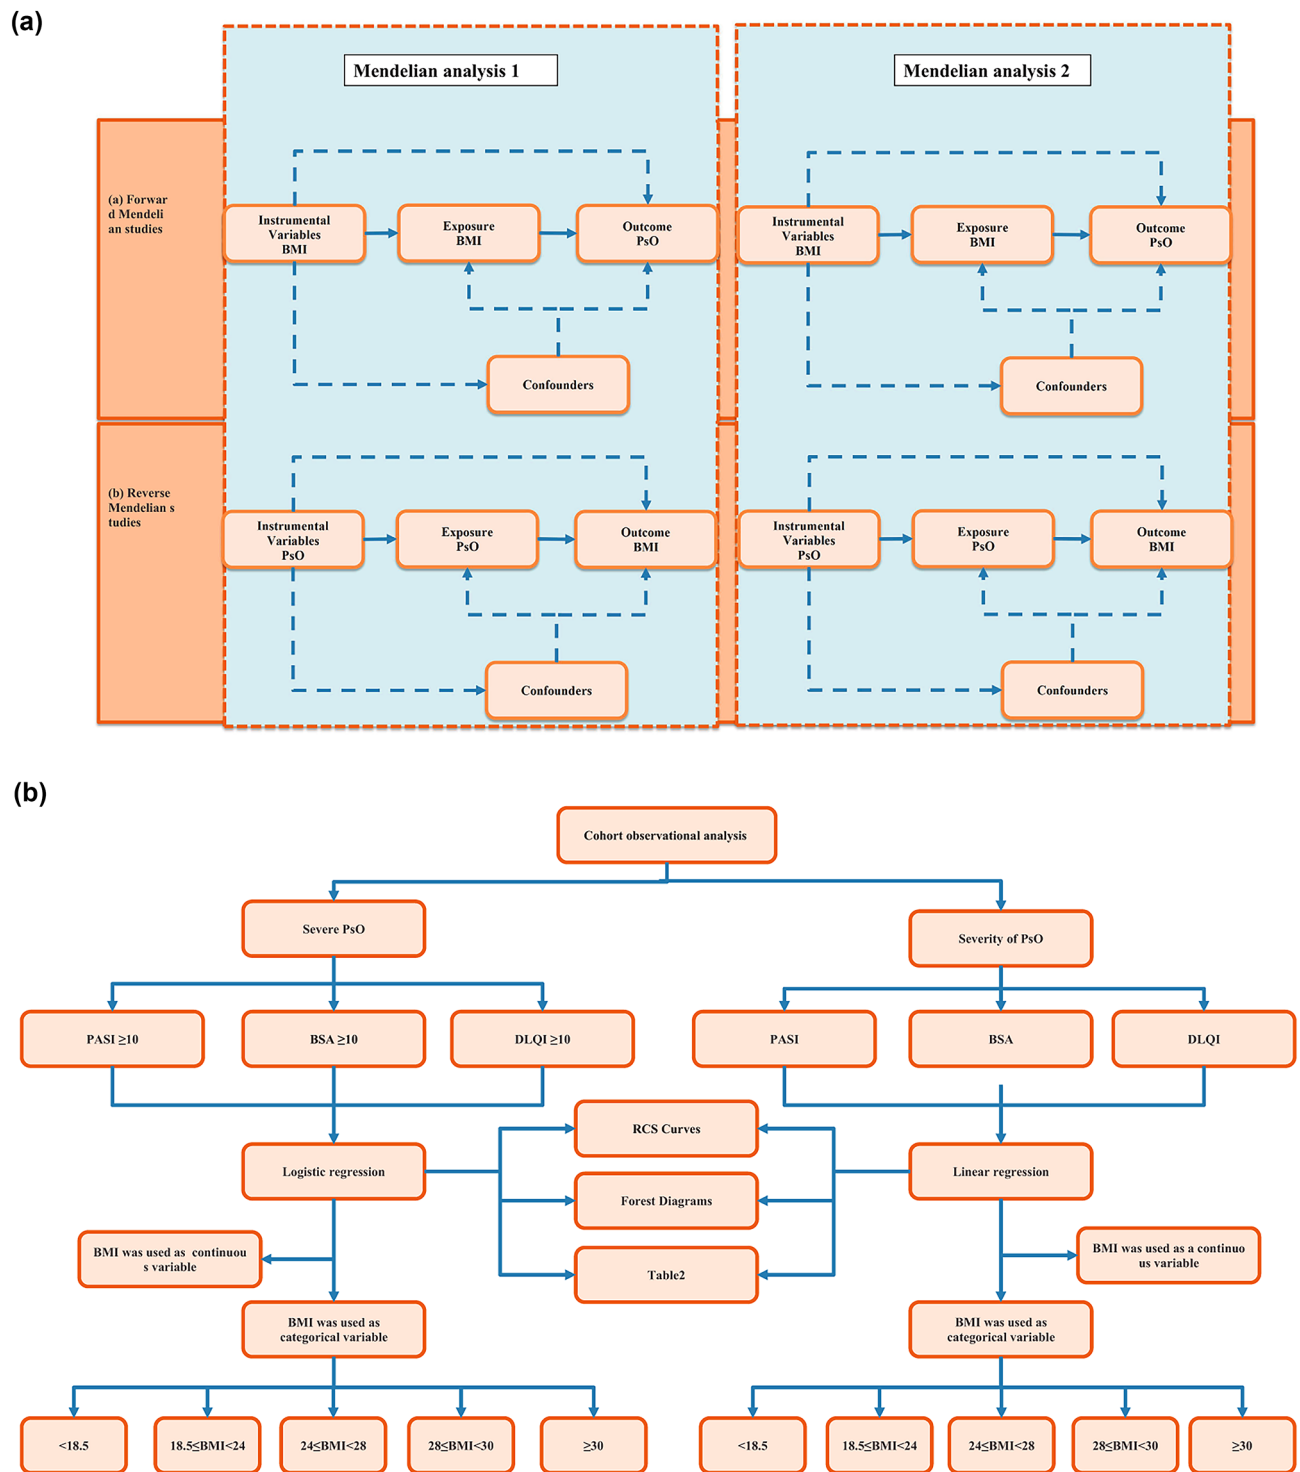 (a)
Mendelian analysis 1
Mendelian analysis 2
(a) Forwar
d Mendeli
an studies
Instrumental
Variables
BMI
Exposure
BMI
Outcome
PsO
Confounders
Instrumental
Variables
BMI
Exposure
BMI
Outcome
PsO
Confounders
(b) Reverse
Mendelian s
tudies
Instrumental
Variables
PsO
Exposure
PsO
Outcome
BMI
Confounders
Instrumental
Variables
PsO
Exposure
PsO
Outcome
BMI
Confounders
(b)
Cohort observational analysis
Severe PsO
Severity of PsO
PASI ≥10
BSA ≥10
DLQI ≥10
PASI
BSA
DLQI
RCS Curves
Logistic regression
Linear regression
Forest Diagrams
BMI was used as continuou
s variable
Table2
BMI was used as a continuo
us variable
BMI was used as
categorical variable
BMI was used as
categorical variable
<18.5
18.5≤BMI<24
24≤BMI<28
28≤BMI<30
≥30
<18.5
18.5≤BMI<24
24≤BMI<28
28≤BMI<30
≥30